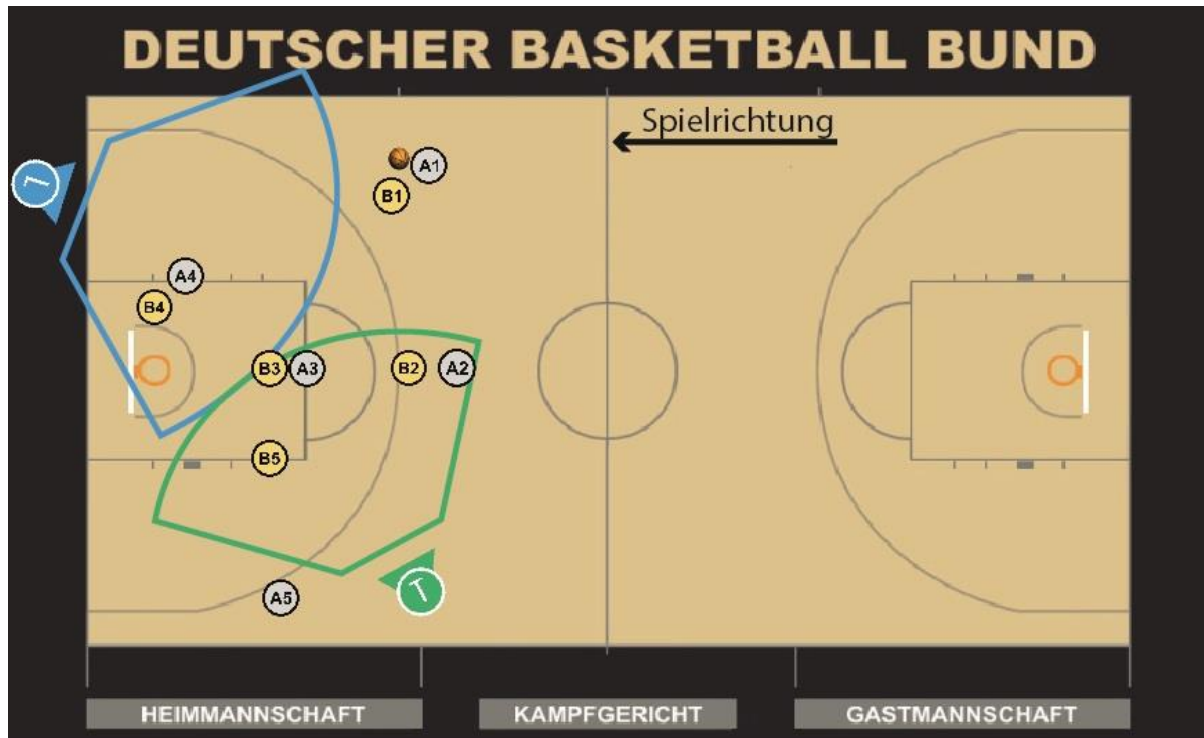 DEUTSCHER BASKETBALL BUND
Spielrichtung
A1
B1
A4
B4
B3
A3
B2
A2
B5
A5
T
HEIMMANNSCHAFT
KAMPFGERICHT
GASTMANNSCHAFT